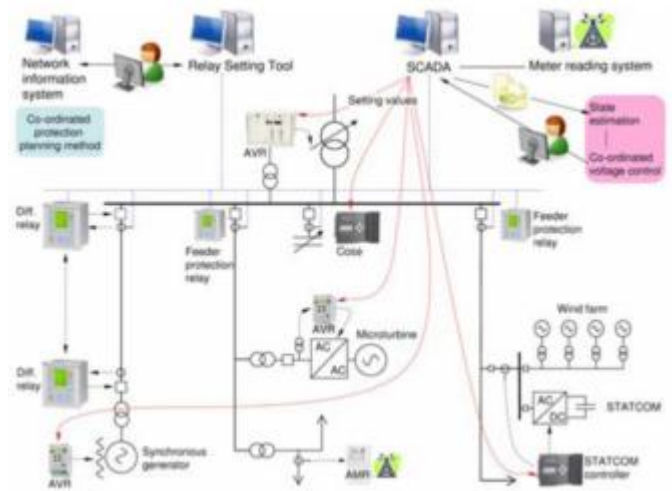 Network
information
system
Relay Setting Tool
SCADA
Meter reading system
Co-ordinated
protection
planning method
Setting values
AVR
State
estimation
Co-ordinated
voltage control
Diff.
relay
Feeder
protection
relay
Cose
Feeder
protection
relay
AVR
Microturbine
AC
AC
Wind farm
Diff.
relay
AC
DC
STATCOM
Synchronous
generator
AVR
AMR
STATCOM
controller